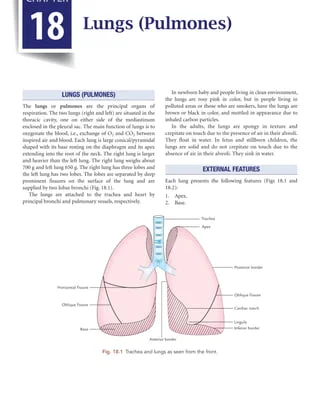 CHAPTER
18
Lungs (Pulmones)
LUNGS (PULMONES)
The lungs or pulmones are the principal organs of
respiration. The two lungs (right and left) are situated in the
thoracic cavity, one on either side of the mediastinum
enclosed in the pleural sac. The main function of lungs is to
oxygenate the blood, i.e., exchange of O2 and CO2 between
inspired air and blood. Each lung is large conical/pyramidal
shaped with its base resting on the diaphragm and its apex
extending into the root of the neck. The right lung is larger
and heavier than the left lung. The right lung weighs about
700 g and left lung 650 g. The right lung has three lobes and
the left lung has two lobes. The lobes are separated by deep
prominent fissures on the surface of the lung and are
supplied by two lobar bronchi (Fig. 18.1).
The lungs are attached to the trachea and heart by
principal bronchi and pulmonary vessels, respectively.
In newborn baby and people living in clean environment,
the lungs are rosy pink in color, but in people living in
polluted areas or those who are smokers, have the lungs are
brown or black in color, and mottled in appearance due to
inhaled carbon particles.
In the adults, the lungs are spongy in texture and
crepitate on touch due to the presence of air in their alveoli.
They float in water. In fetus and stillborn children, the
lungs are solid and do not crepitate on touch due to the
absence of air in their alveoli. They sink in water.
EXTERNAL FEATURES
Each lung presents the following features (Figs 18.1 and
18.2):
1. Apex.
2. Base.
Trachea
Apex
Posterior border
Horizontal fissure
Oblique fissure
Oblique fissure
Cardiac notch
Lingula
Base
Inferior border
Anterior border
Fig. 18.1 Trachea and lungs as seen from the front.